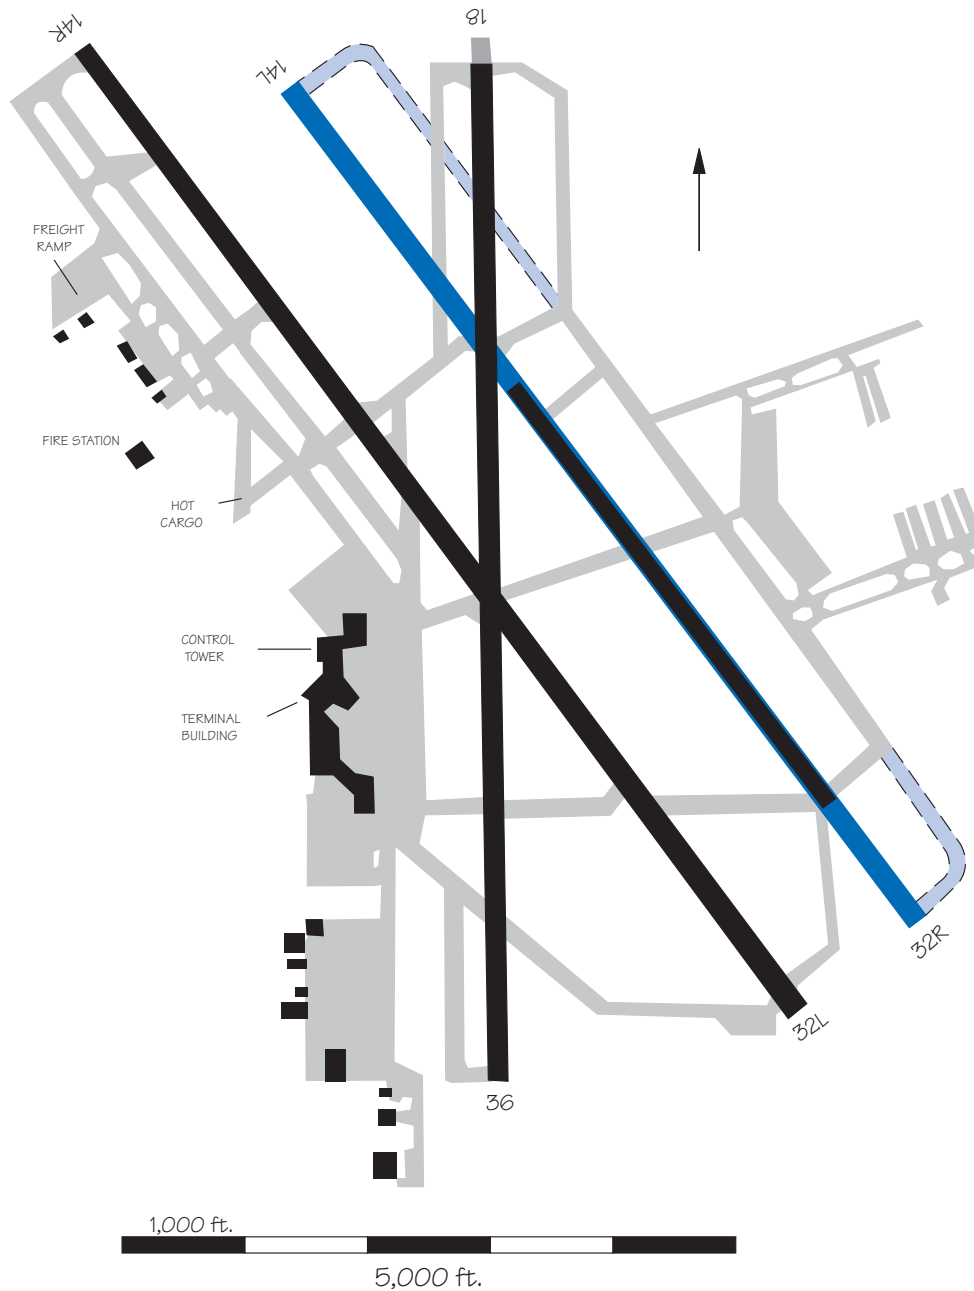 18
14R
14L
FREIGHT
RAMP
FIRE STATION
HOT
CARGO
CONTROL
TOWER
TERMINAL
BUILDING
32R
32L
36
1,000 ft.
5,000 ft.